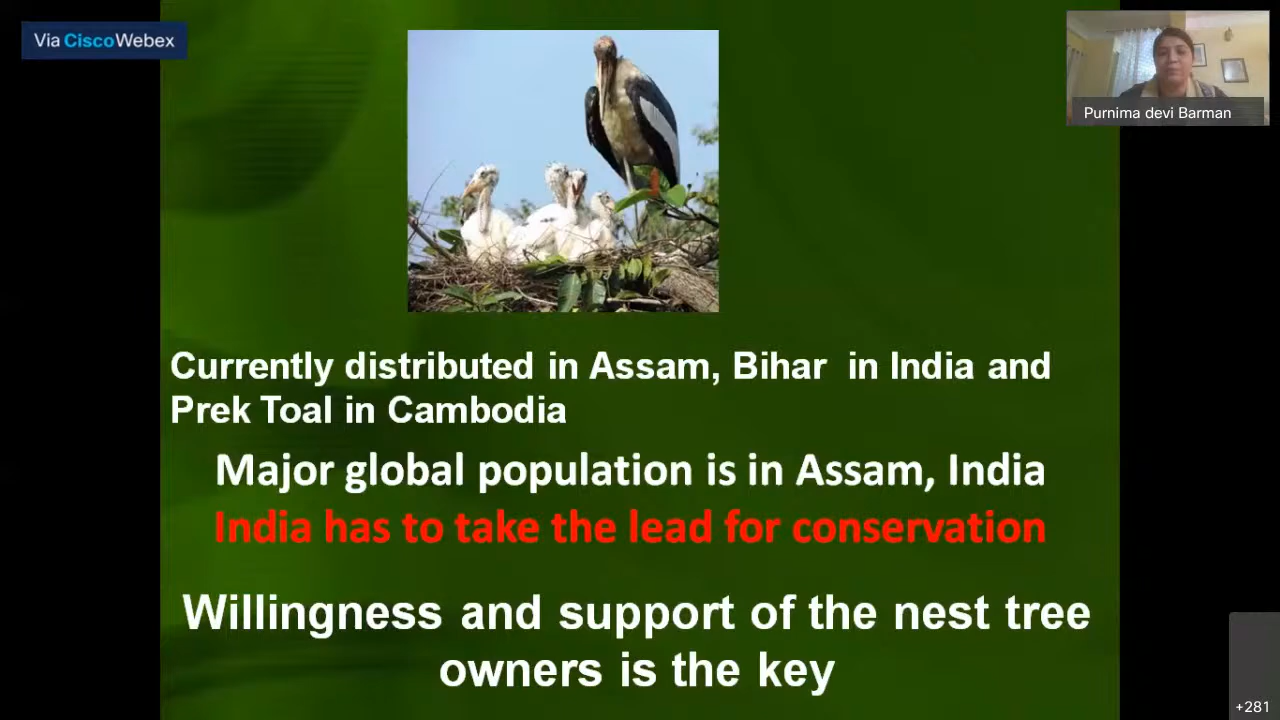 Via CiscoWebex
Purnima devi Barman
Currently distributed in Assam, Bihar in India and
Prek Toal in Cambodia
Major global population is in Assam, India
India has to take the lead for conservation
Willingness and support of the nest tree
owners is the key
+281